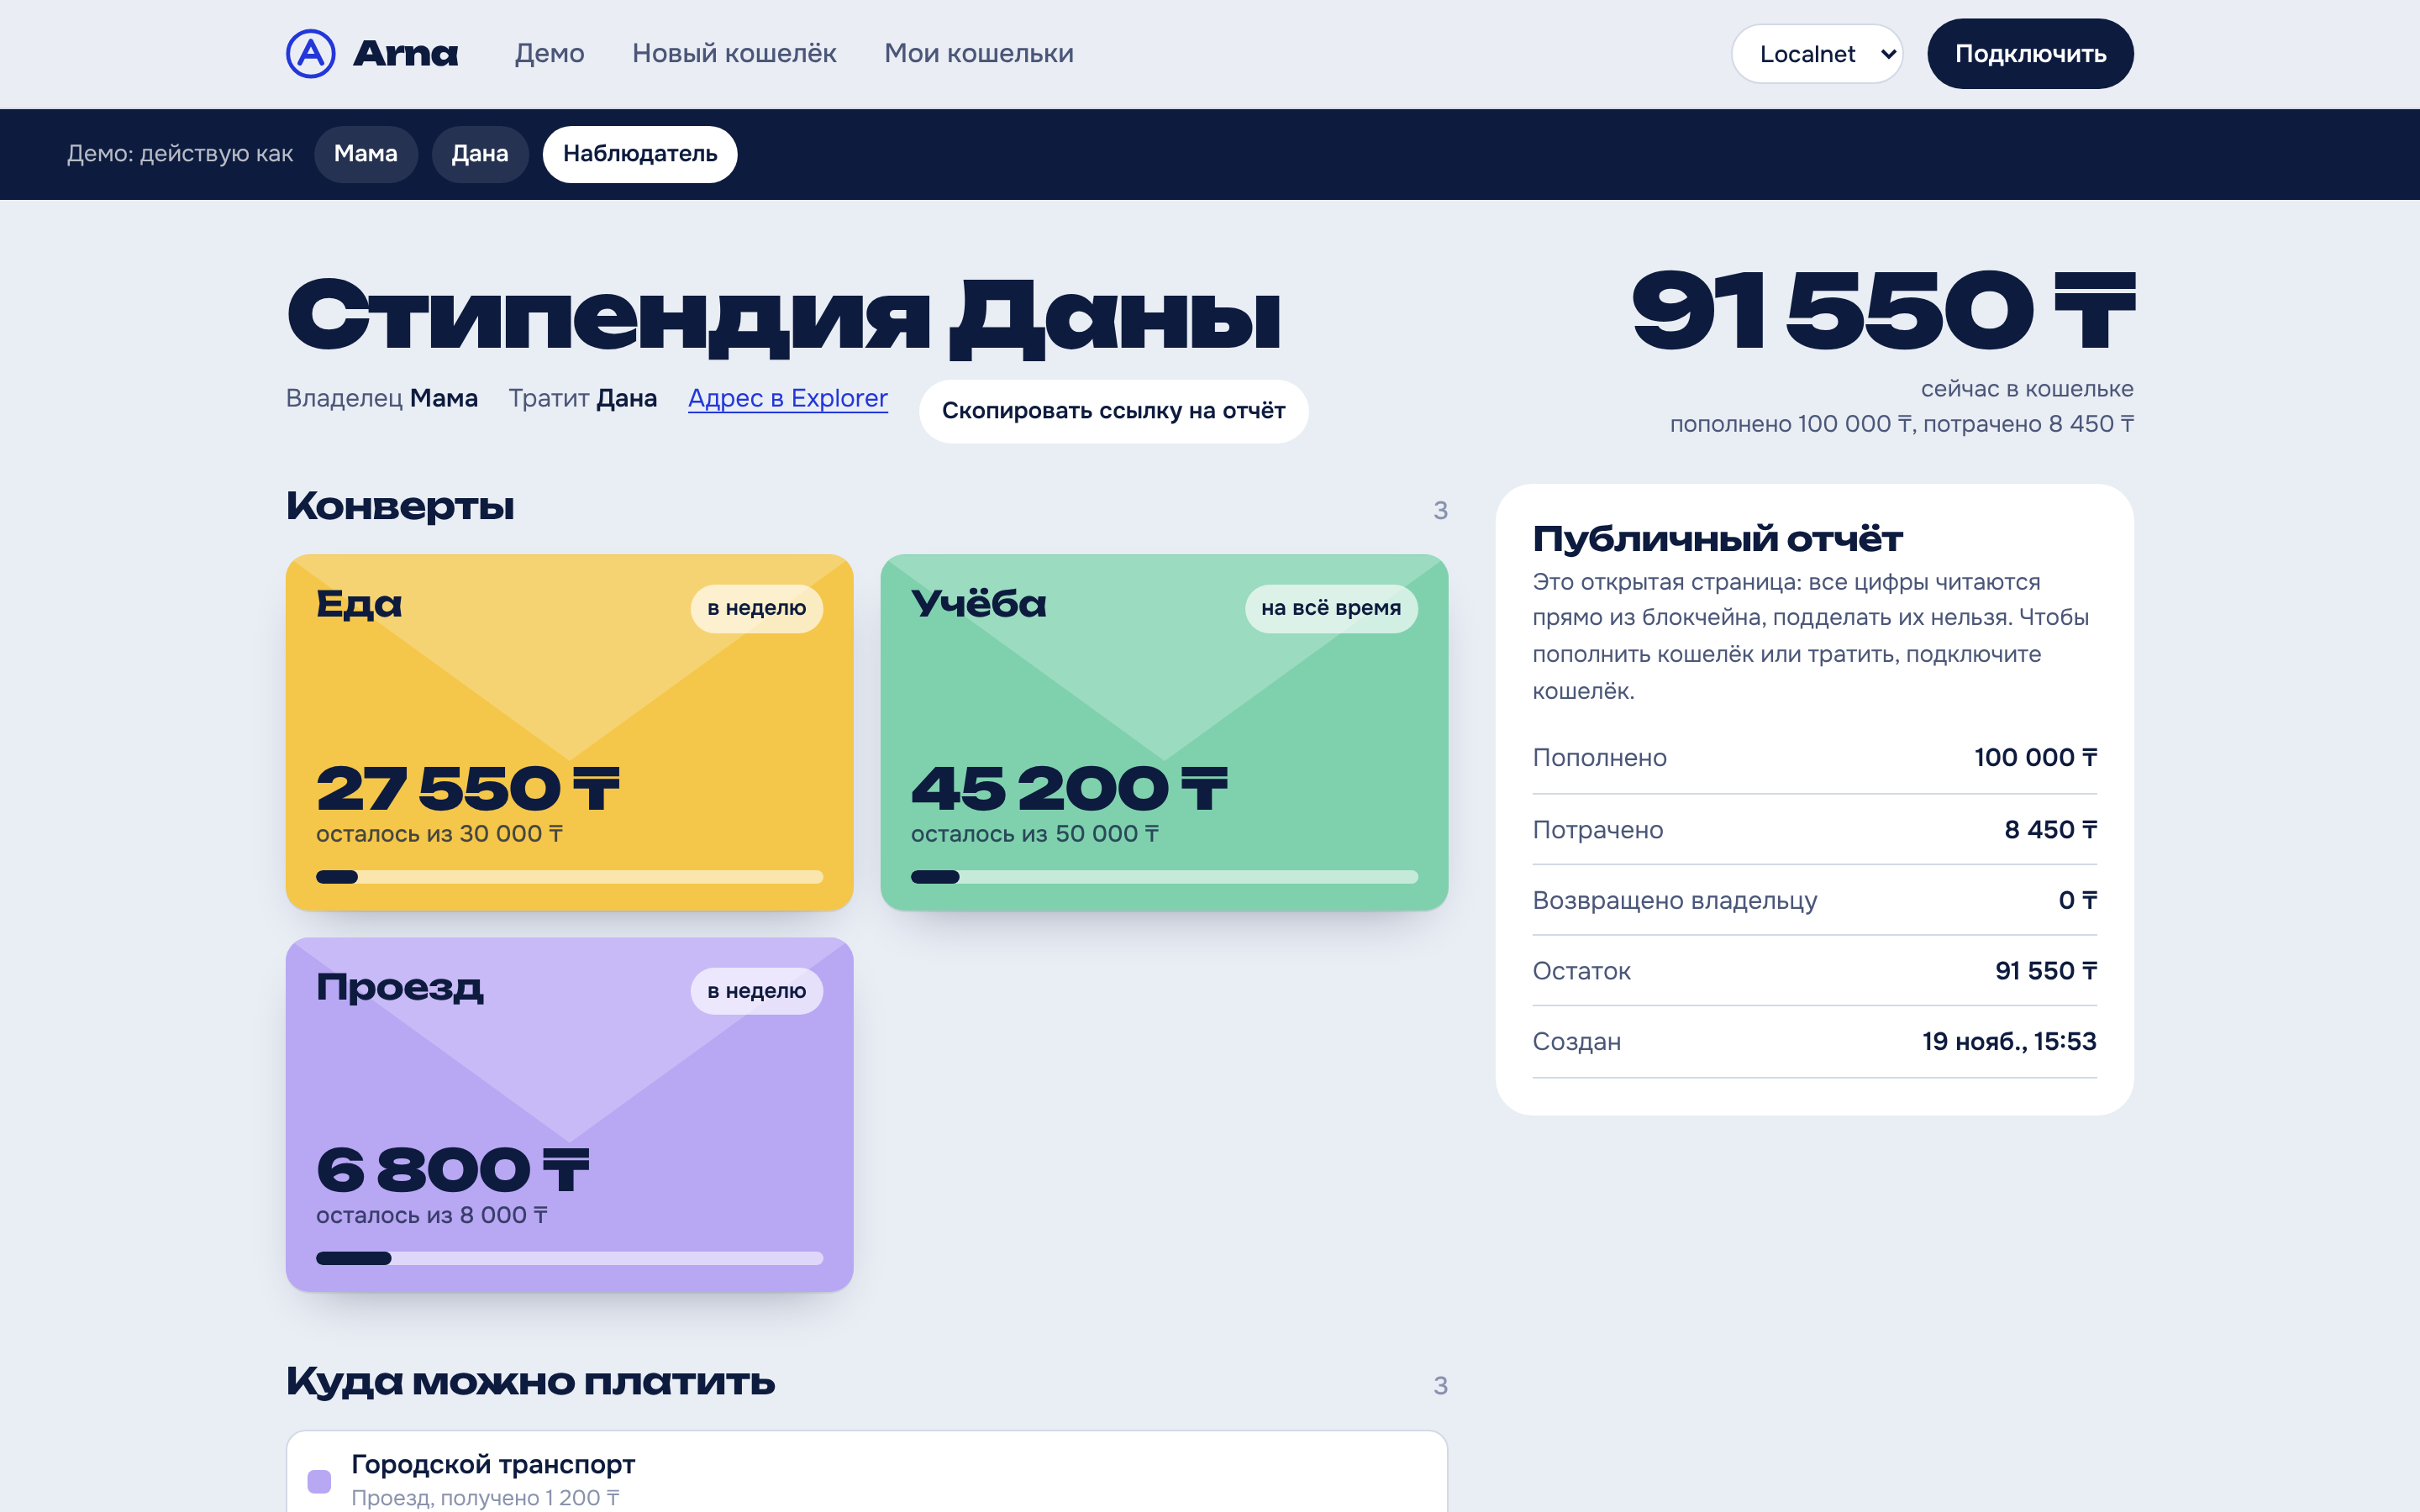 Arna
Демо
Новый кошелёк
Мои кошельки
Localnet
Подключить
Демо: действую как
Мама
Дана
Наблюдатель
Стипендия Даны
91 550 ₸
Владелец Мама
Тратит Дана
Адрес в Explorer
Скопировать ссылку на отчёт
сейчас в кошельке
пополнено 100 000 ₸, потрачено 8 450 ₸
Конверты
3
Еда
в неделю
27 550 ₸
осталось из 30 000 ₸
Учёба
на всё время
45 200 ₸
осталось из 50 000 ₸
Проезд
в неделю
6 800 ₸
осталось из 8 000 ₸
Публичный отчёт
Это открытая страница: все цифры читаются
прямо из блокчейна, подделать их нельзя. Чтобы
пополнить кошелёк или тратить, подключите
кошелёк.
Пополнено 100 000 ₸
Потрачено 8 450 ₸
Возвращено владельцу 0 ₸
Остаток 91 550 ₸
Создан 19 нояб., 15:53
Куда можно платить
3
Городской транспорт
Проезд, получено 1 200 ₸